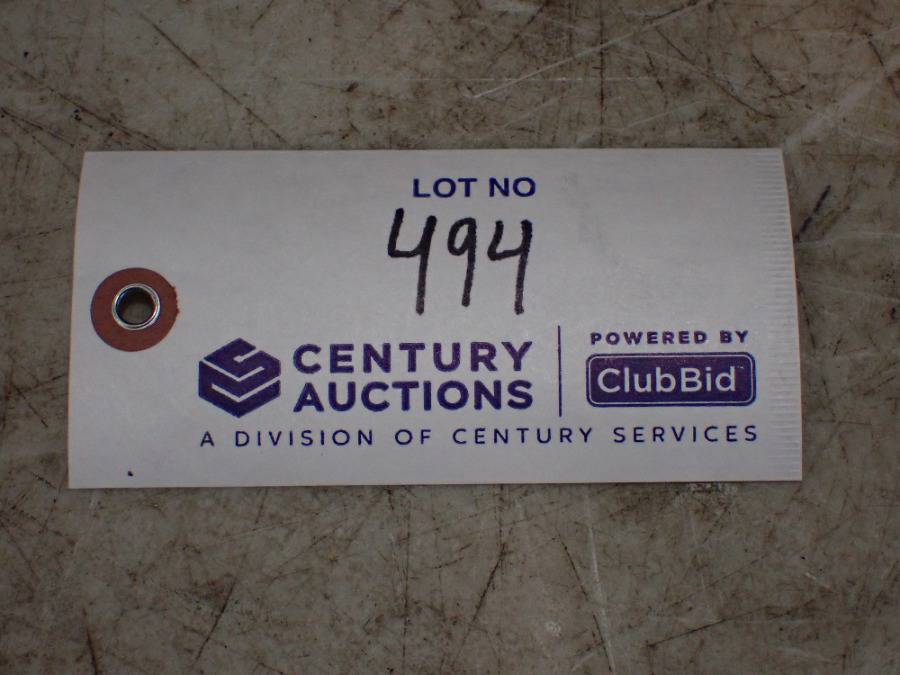 LOT NO
494
CENTURY
AUCTIONS
POWERED BY
ClubBid
A DIVISION OF CENTURY SERVICES